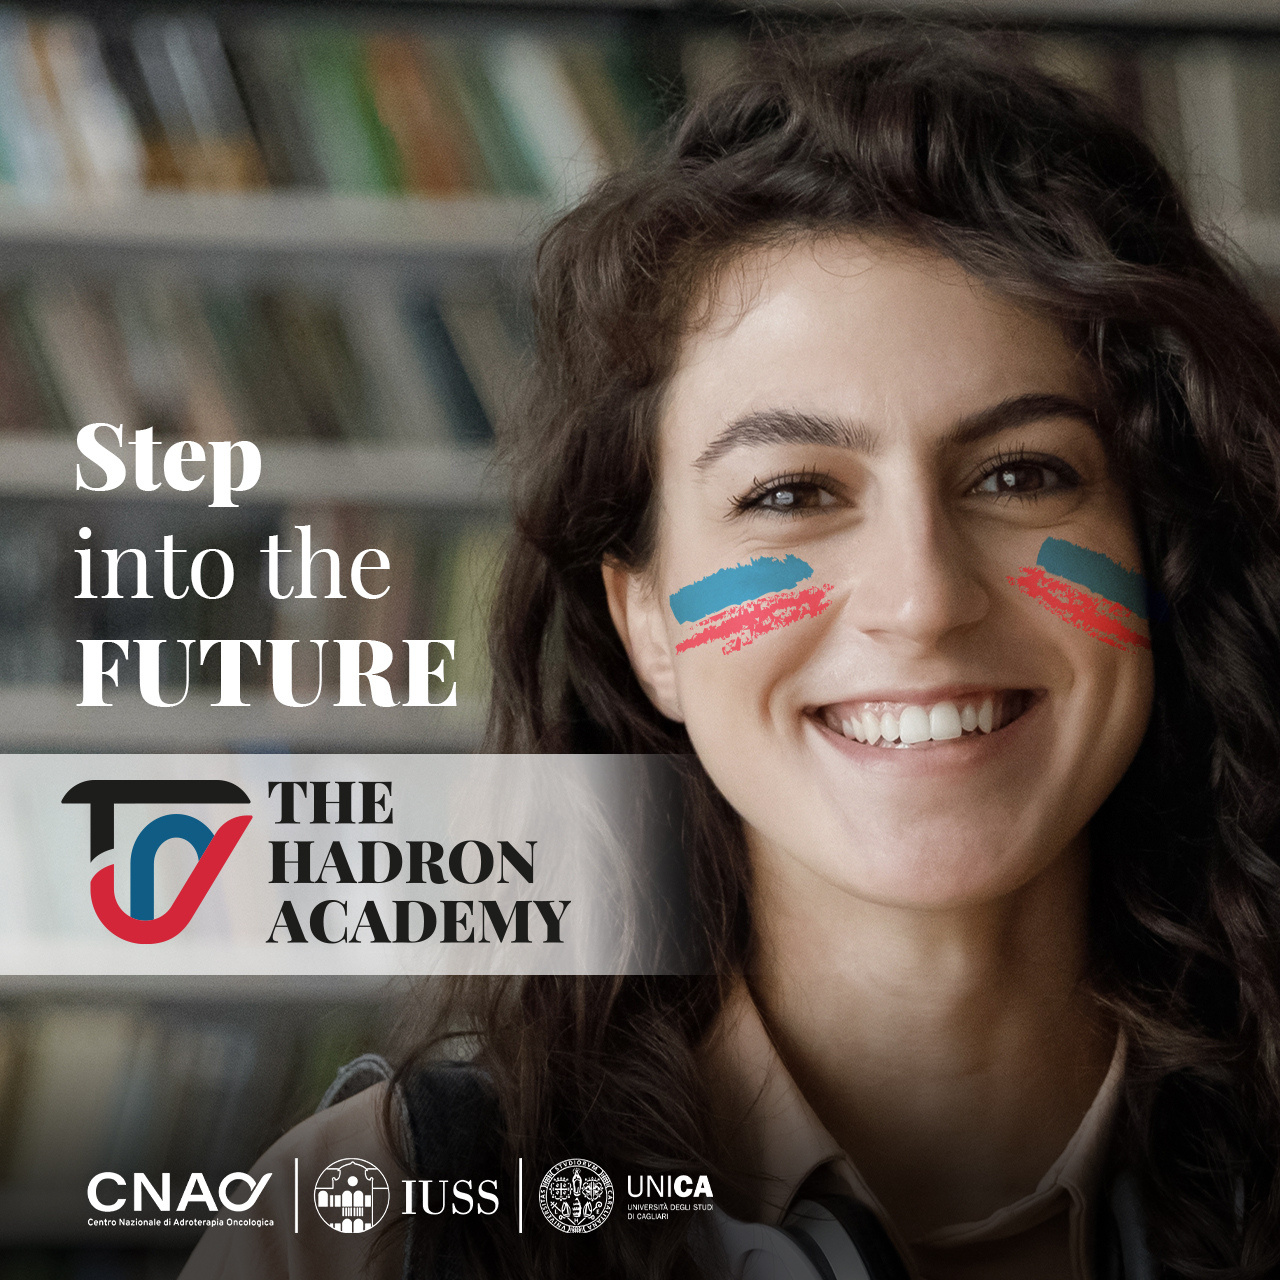 Step
into the
FUTURE
THE
HADRON
ACADEMY
CNAO
Centro Nazionale di Adroterapia Oncologica
IUSS
UNICA
UNIVERSITÀ DEGLI STUDI
DI CAGLIARI